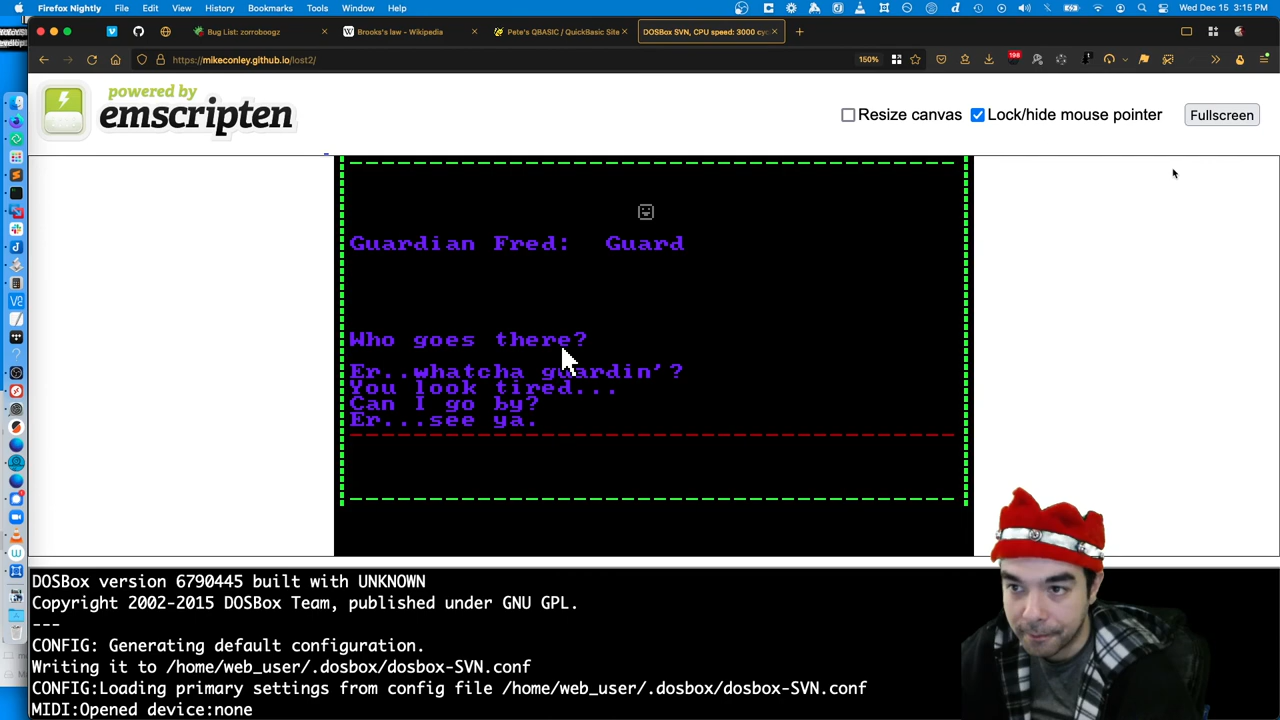 Firefox Nightly File Edit View History Bookmarks Tools Window Help Wed Dec 15 3:15 PM
Bug List: zorroboogz Brooks's law - Wikipedia Pete's QBASIC / QuickBasic Site DOSBox SVN, CPU speed: 3000 cyc
https://mikeconley.github.io/lost2/ 150% 198
powered by
emscripten
Resize canvas Lock/hide mouse pointer Fullscreen
Guardian Fred: Guard
Who goes there?
Er..whatcha guardin'?
You look tired...
Can I go by?
Er...see ya.
DOSBox version 6790445 built with UNKNOWN
Copyright 2002-2015 DOSBox Team, published under GNU GPL.
---
CONFIG: Generating default configuration.
Writing it to /home/web_user/.dosbox/dosbox-SVN.conf
CONFIG:Loading primary settings from config file /home/web_user/.dosbox/dosbox-SVN.conf
MIDI:Opened device:none